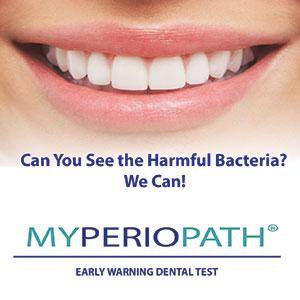 Can You See the Harmful Bacteria?
We Can!
MYPERIOPATH®
EARLY WARNING DENTAL TEST